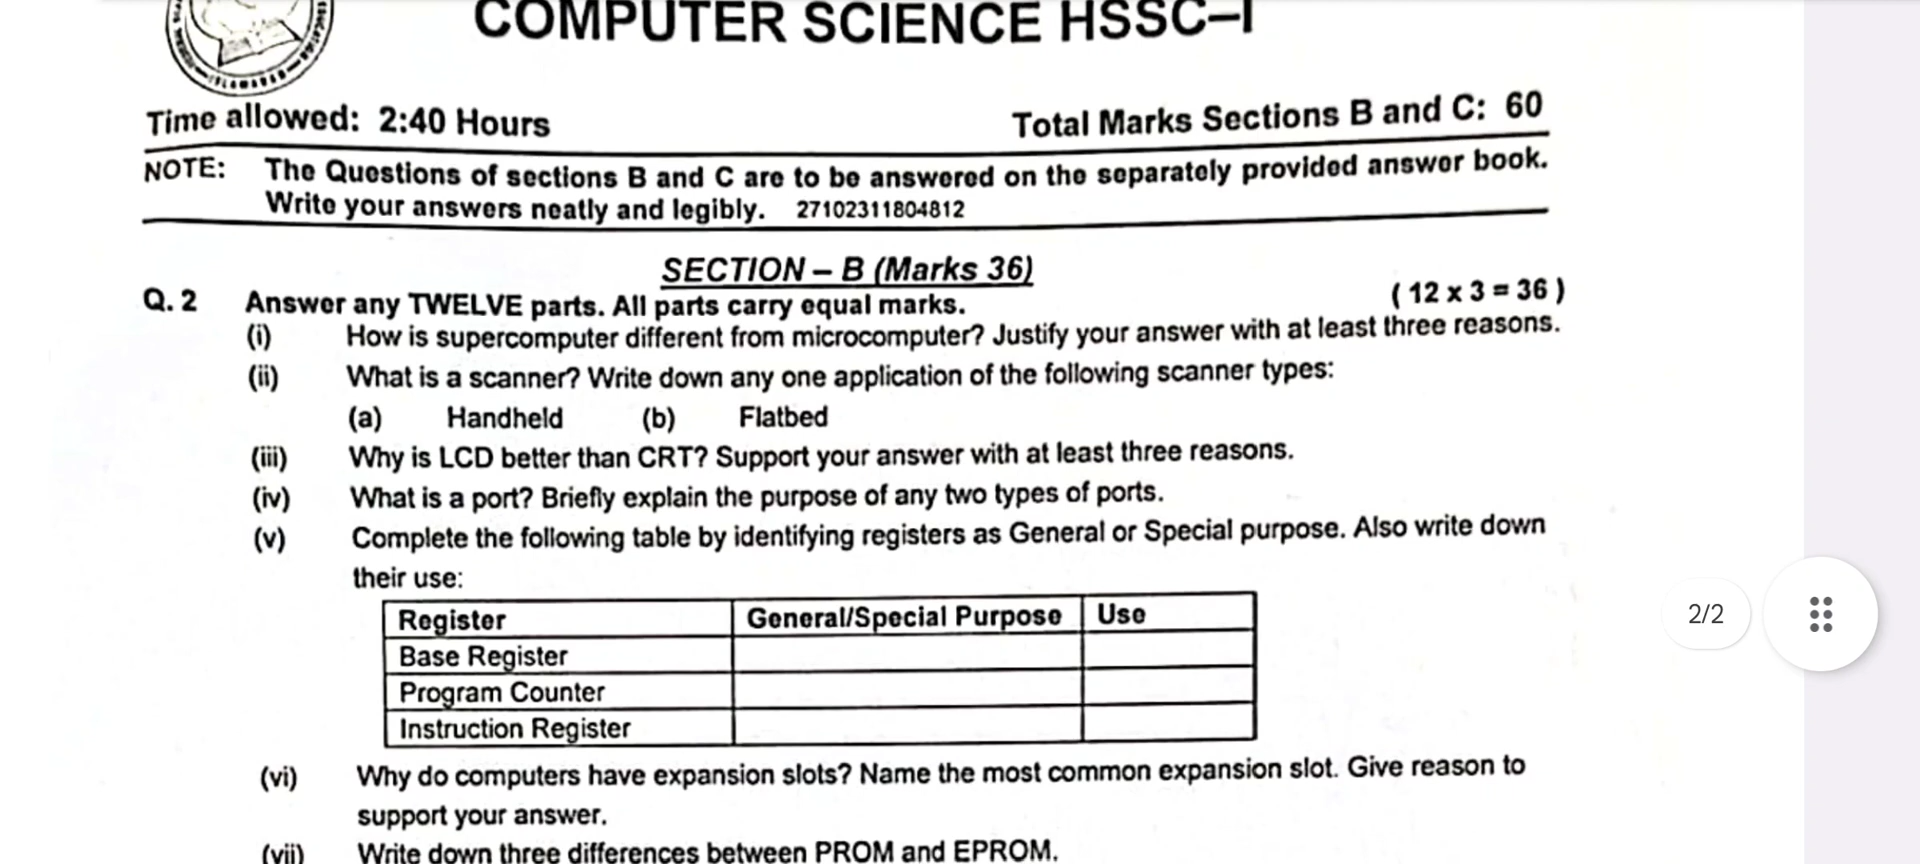 COMPUTER SCIENCE HSSC–I
ISLAMABAD
Time allowed: 2:40 Hours
Total Marks Sections B and C: 60
NOTE: The Questions of sections B and C are to be answered on the separately provided answer book.
Write your answers neatly and legibly. 27102311804812
SECTION – B (Marks 36)
Q. 2 Answer any TWELVE parts. All parts carry equal marks. ( 12 x 3 = 36 )
(i) How is supercomputer different from microcomputer? Justify your answer with at least three reasons.
(ii) What is a scanner? Write down any one application of the following scanner types:
(a) Handheld (b) Flatbed
(iii) Why is LCD better than CRT? Support your answer with at least three reasons.
(iv) What is a port? Briefly explain the purpose of any two types of ports.
(v) Complete the following table by identifying registers as General or Special purpose. Also write down
their use:
Register General/Special Purpose Use
Base Register
Program Counter
Instruction Register
2/2
(vi) Why do computers have expansion slots? Name the most common expansion slot. Give reason to
support your answer.
(vii) Write down three differences between PROM and EPROM.